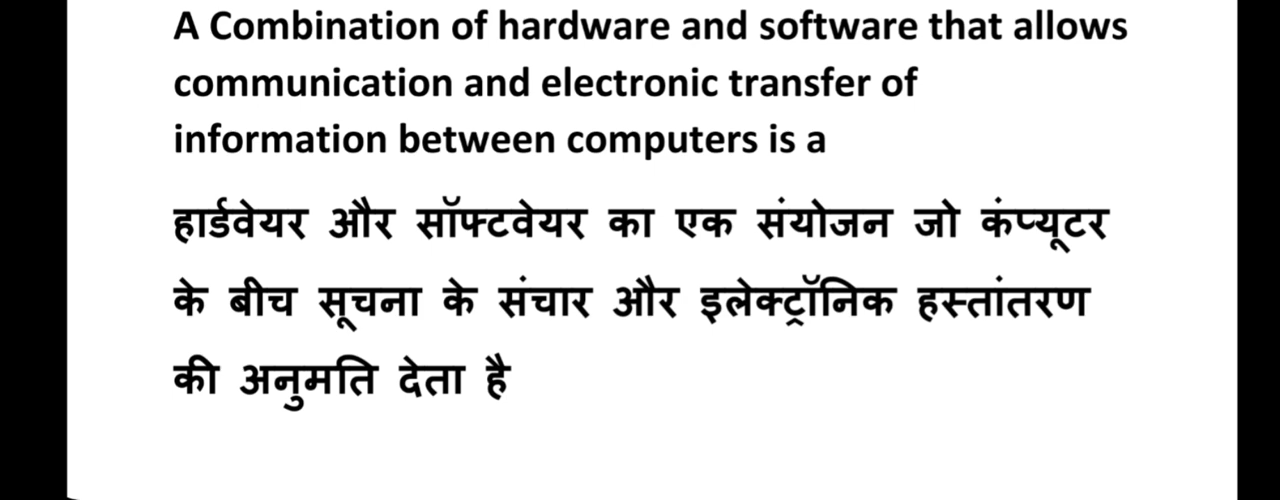 A Combination of hardware and software that allows
communication and electronic transfer of
information between computers is a
हार्डवेयर और सॉफ्टवेयर का एक संयोजन जो कंप्यूटर
के बीच सूचना के संचार और इलेक्ट्रॉनिक हस्तांतरण
की अनुमति देता है